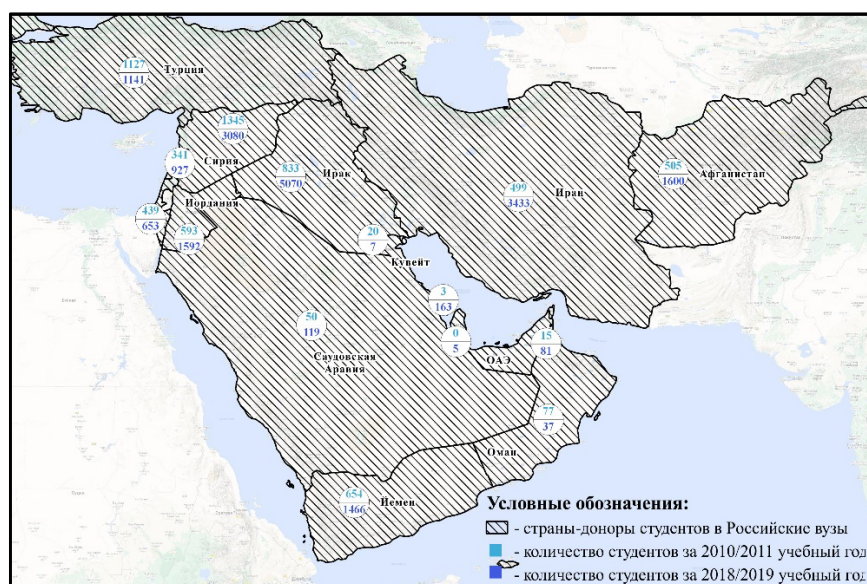 1127
1141
Турция
1345
3080
Сирия
341
927
833
5070
Ирак
499
3433
Ирак
505
1600
Афганистан
Иордания
439
653
593
1592
20
7
Кувейт
3
163
0
5
50
119
Саудовская
Аравия
ОАЭ
15
81
77
37
Оман
654
1466
Йемен
Условные обозначения:
- страны-доноры студентов в Российские вузы
- количество студентов за 2010/2011 учебный год
- количество студентов за 2018/2019 учебный год